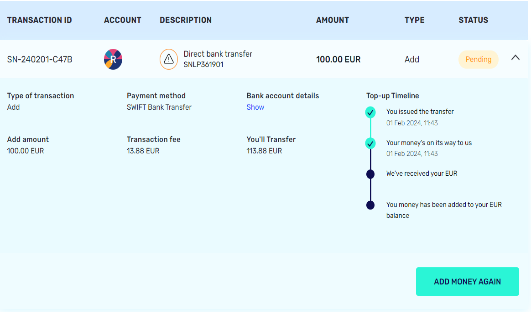 TRANSACTION ID ACCOUNT DESCRIPTION AMOUNT TYPE STATUS
SN-240201-C47B R Direct bank transfer 100.00 EUR Add Pending
SNLP361901
Type of transaction Payment method Bank account details Top-up Timeline
Add SWIFT Bank Transfer Show
You issued the transfer
01 Feb 2024, 11:43
Add amount Transaction fee You'll Transfer
100.00 EUR 13.88 EUR 113.88 EUR
Your money's on its way to us
01 Feb 2024, 11:43
We've received your EUR
You money has been added to your EUR
balance
ADD MONEY AGAIN